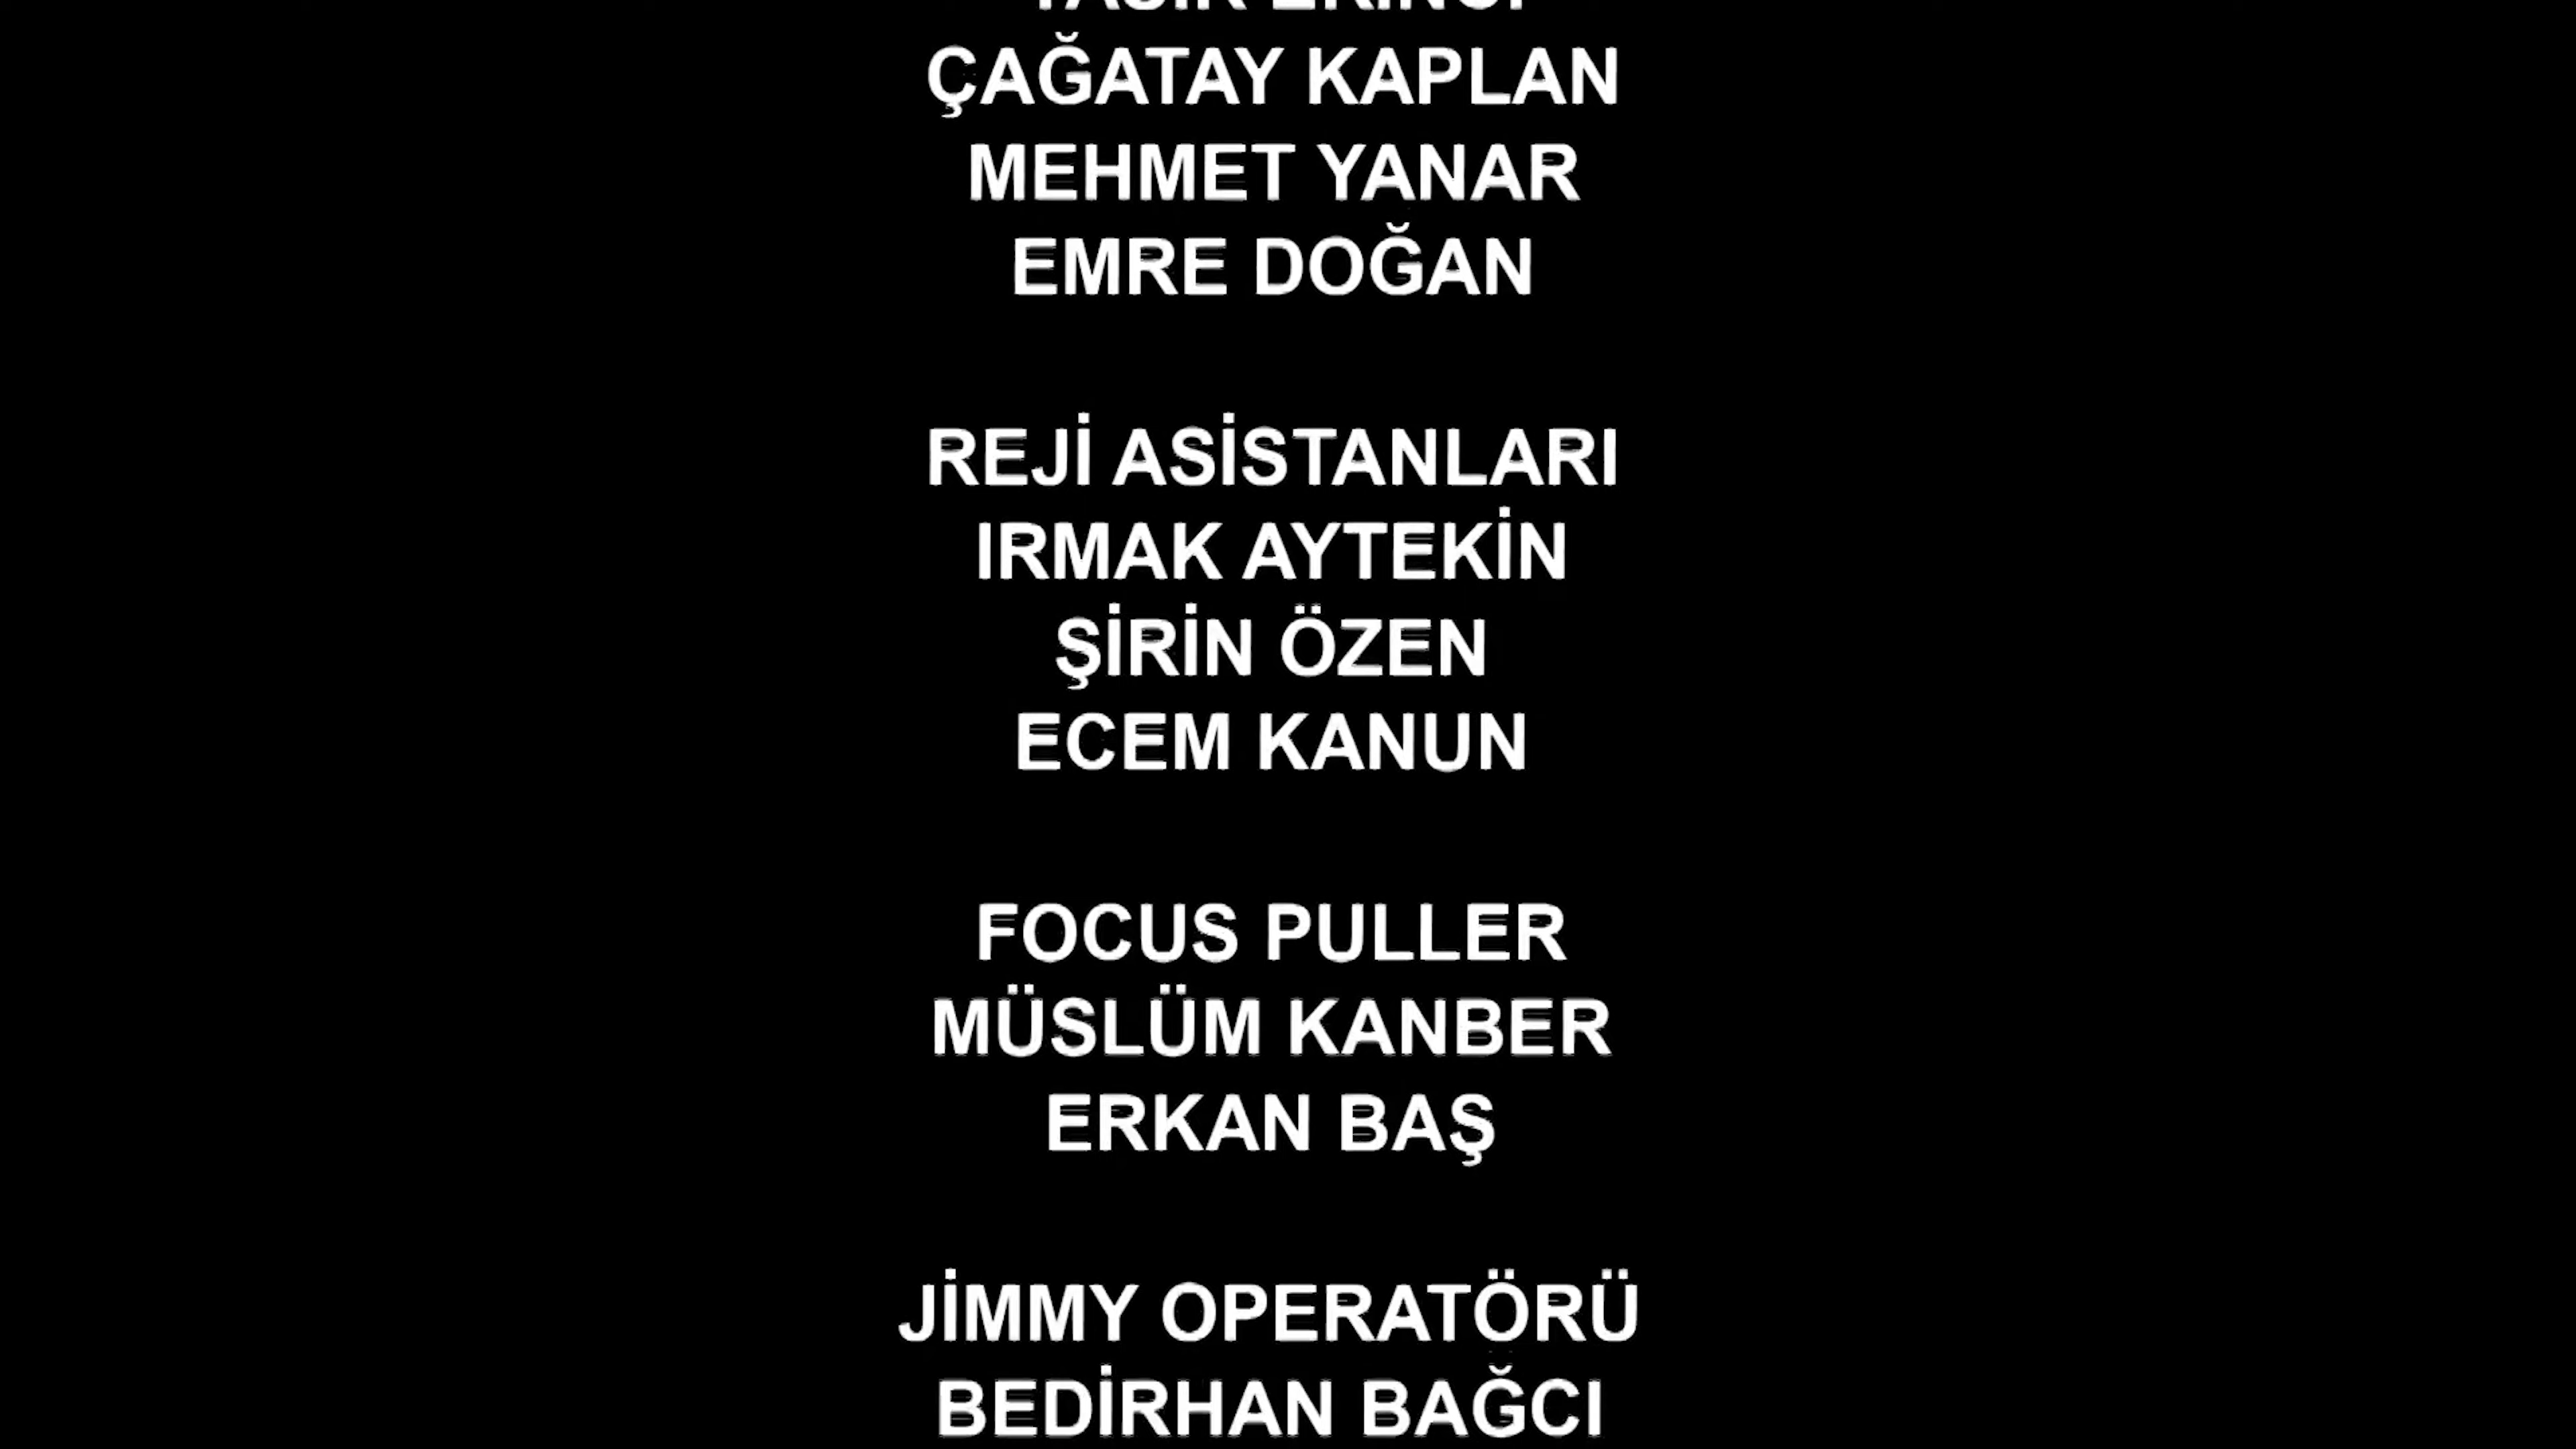 ÇAĞATAY KAPLAN
MEHMET YANAR
EMRE DOĞAN
REJİ ASİSTANLARI
IRMAK AYTEKİN
ŞİRİN ÖZEN
ECEM KANUN
FOCUS PULLER
MÜSLÜM KANBER
ERKAN BAŞ
JİMMY OPERATÖRÜ
BEDİRHAN BAĞCI